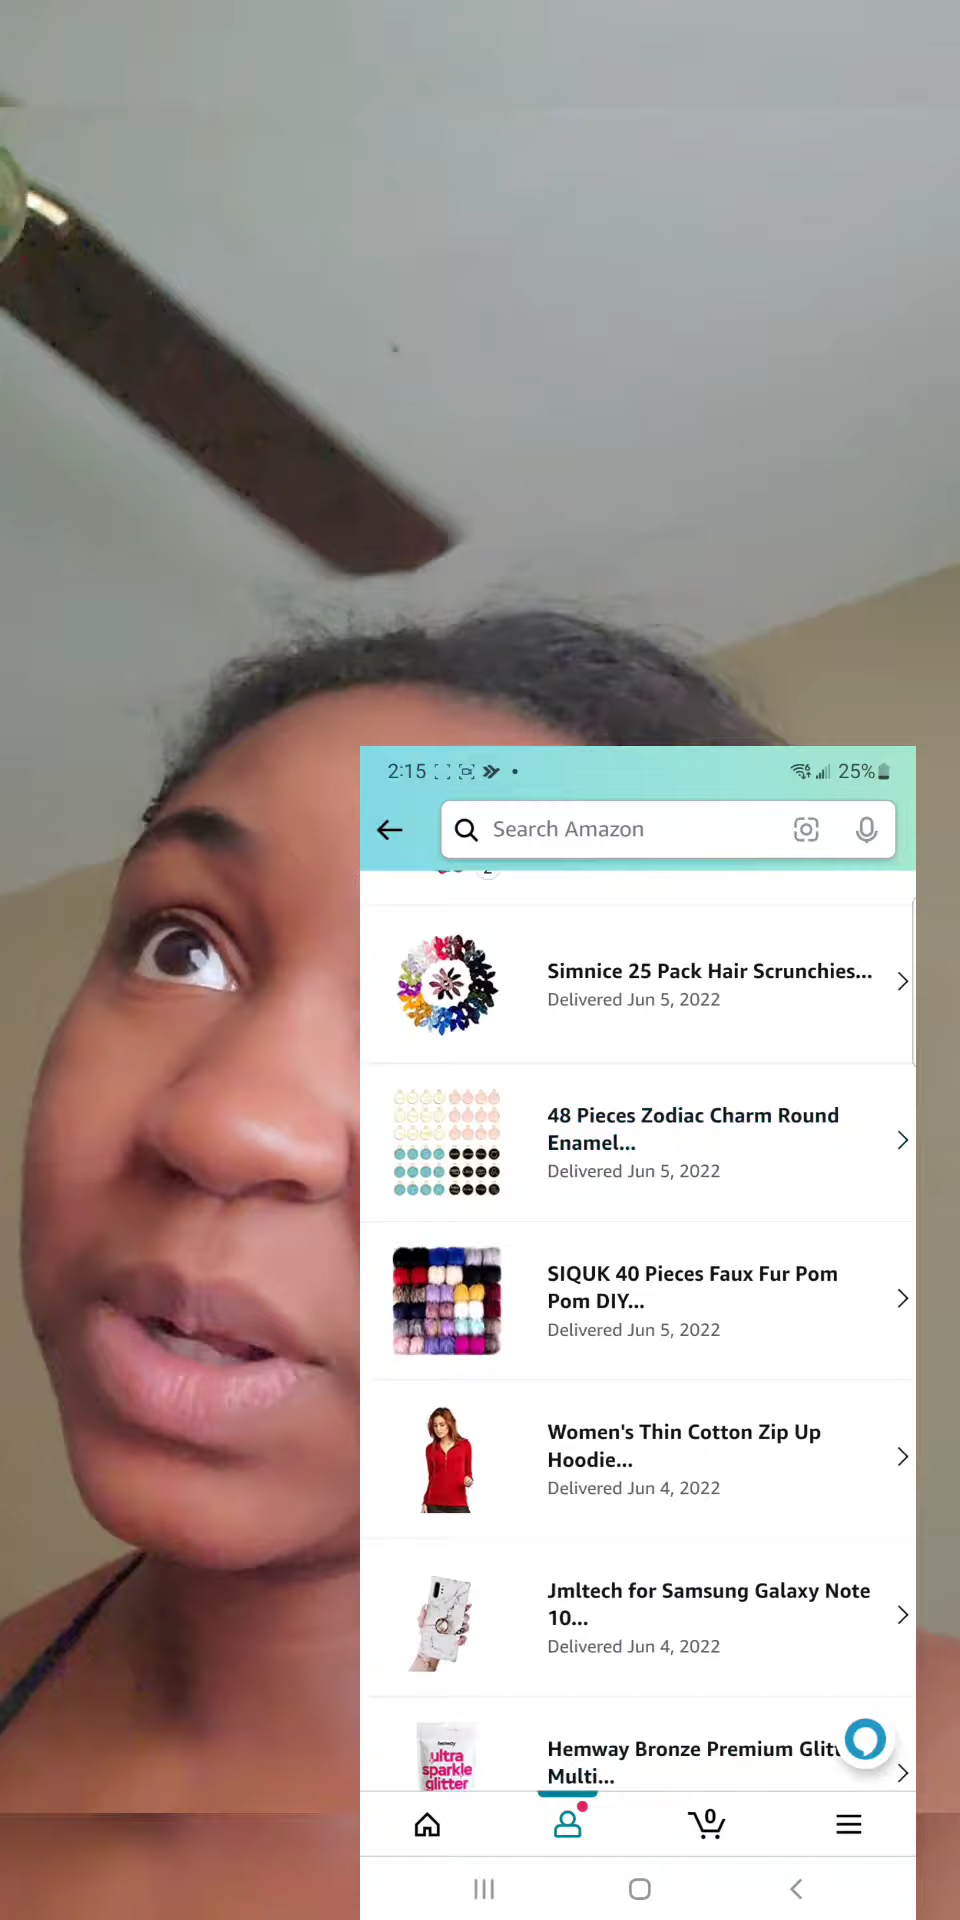 2:15 25%
Search Amazon
2
Simnice 25 Pack Hair Scrunchies...
Delivered Jun 5, 2022
48 Pieces Zodiac Charm Round
Enamel...
Delivered Jun 5, 2022
SIQUK 40 Pieces Faux Fur Pom
Pom DIY...
Delivered Jun 5, 2022
Women's Thin Cotton Zip Up
Hoodie...
Delivered Jun 4, 2022
Jmltech for Samsung Galaxy Note
10...
Delivered Jun 4, 2022
hemway
ultra
sparkle
glitter
Hemway Bronze Premium Glit
Multi...
0